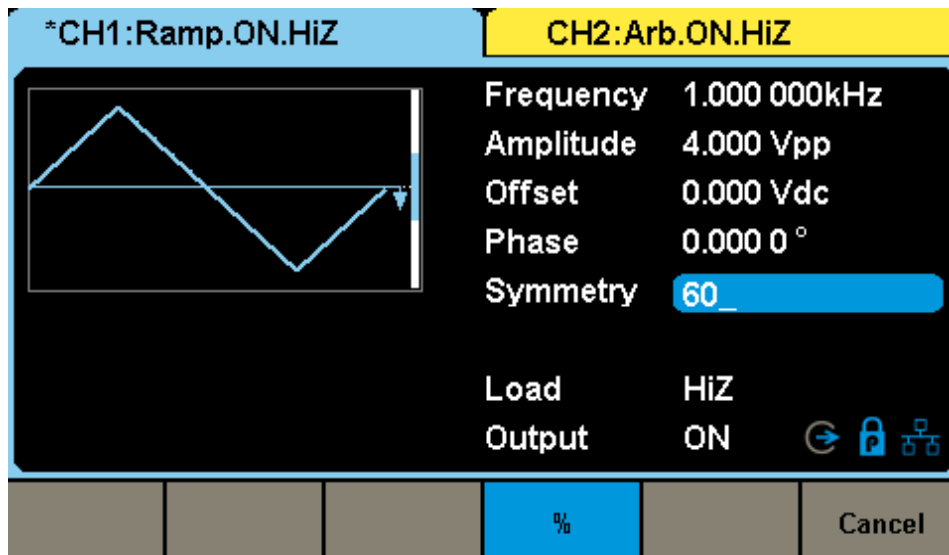 *CH1:Ramp.ON.HiZ CH2:Arb.ON.HiZ
Frequency 1.000 000kHz
Amplitude 4.000 Vpp
Offset 0.000 Vdc
Phase 0.000 0 °
Symmetry 60_
Load HiZ
Output ON P
% Cancel